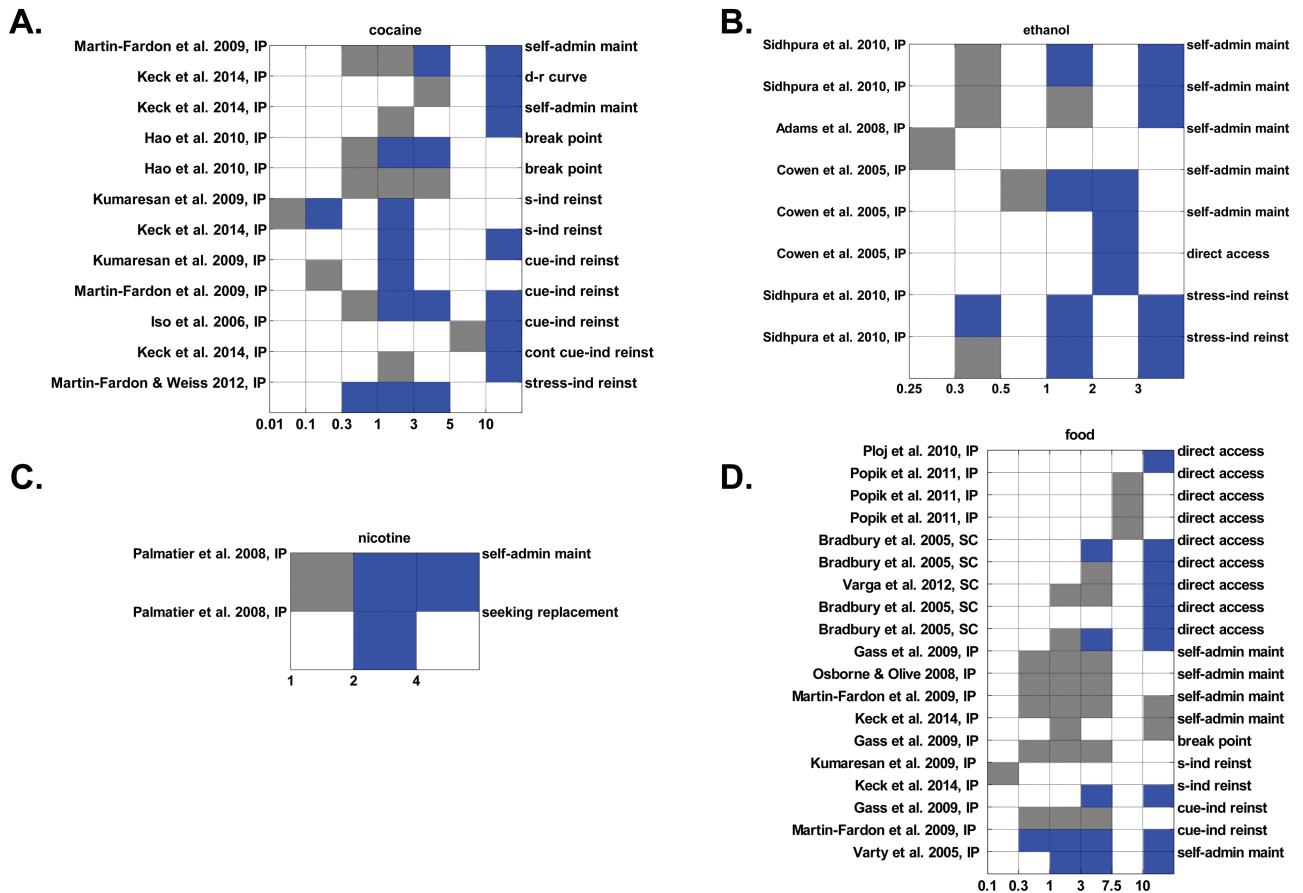 A.
cocaine
Martin-Fardon et al. 2009, IP self-admin maint
Keck et al. 2014, IP d-r curve
Keck et al. 2014, IP self-admin maint
Hao et al. 2010, IP break point
Hao et al. 2010, IP break point
Kumaresan et al. 2009, IP s-ind reinst
Keck et al. 2014, IP s-ind reinst
Kumaresan et al. 2009, IP cue-ind reinst
Martin-Fardon et al. 2009, IP cue-ind reinst
Iso et al. 2006, IP cue-ind reinst
Keck et al. 2014, IP cont cue-ind reinst
Martin-Fardon & Weiss 2012, IP stress-ind reinst
0.01 0.1 0.3 1 3 5 10
B.
ethanol
Sidhpura et al. 2010, IP self-admin maint
Sidhpura et al. 2010, IP self-admin maint
Adams et al. 2008, IP self-admin maint
Cowen et al. 2005, IP self-admin maint
Cowen et al. 2005, IP self-admin maint
Cowen et al. 2005, IP direct access
Sidhpura et al. 2010, IP stress-ind reinst
Sidhpura et al. 2010, IP stress-ind reinst
0.25 0.3 0.5 1 2 3
C.
nicotine
Palmatier et al. 2008, IP self-admin maint
Palmatier et al. 2008, IP seeking replacement
1 2 4
D.
food
Ploj et al. 2010, IP direct access
Popik et al. 2011, IP direct access
Popik et al. 2011, IP direct access
Popik et al. 2011, IP direct access
Bradbury et al. 2005, SC direct access
Bradbury et al. 2005, SC direct access
Varga et al. 2012, SC direct access
Bradbury et al. 2005, SC direct access
Bradbury et al. 2005, SC direct access
Gass et al. 2009, IP self-admin maint
Osborne & Olive 2008, IP self-admin maint
Martin-Fardon et al. 2009, IP self-admin maint
Keck et al. 2014, IP self-admin maint
Gass et al. 2009, IP break point
Kumaresan et al. 2009, IP s-ind reinst
Keck et al. 2014, IP s-ind reinst
Gass et al. 2009, IP cue-ind reinst
Martin-Fardon et al. 2009, IP cue-ind reinst
Varty et al. 2005, IP self-admin maint
0.1 0.3 1 3 7.5 10